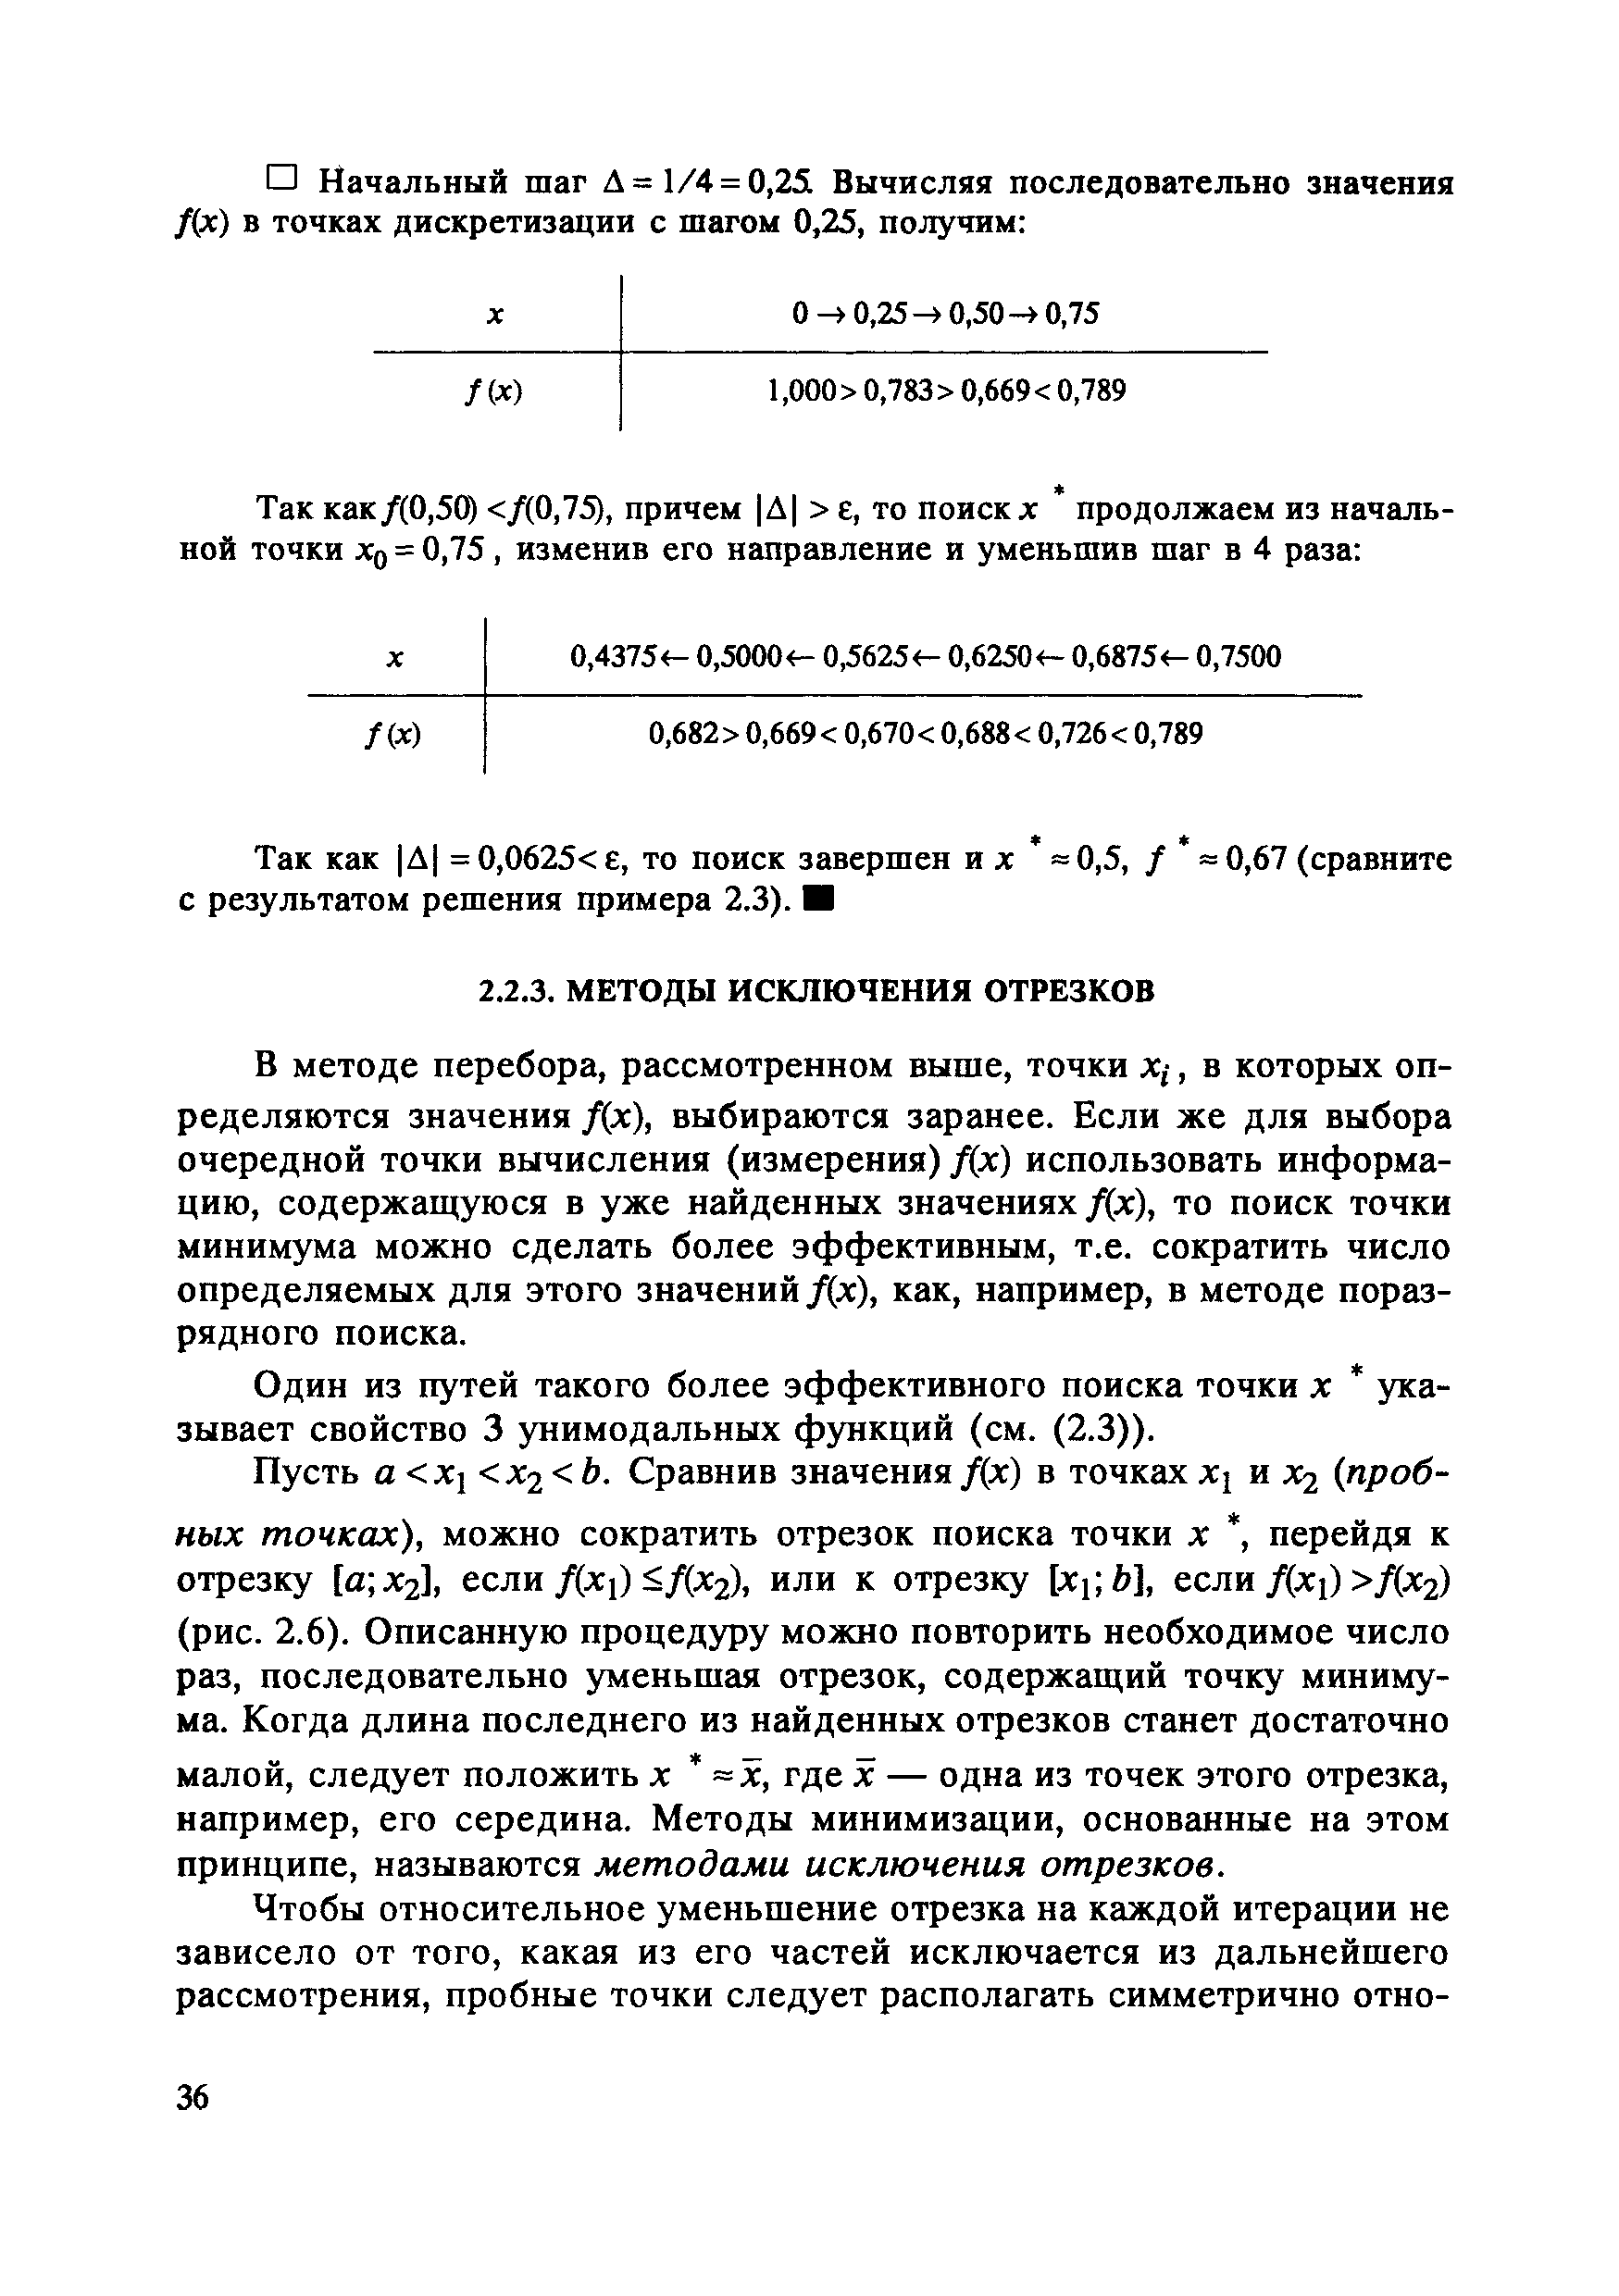 □ Начальный шаг Δ = 1/4 = 0,25. Вычисляя последовательно значения
f(x) в точках дискретизации с шагом 0,25, получим:
x 0 → 0,25 → 0,50 → 0,75
f (x) 1,000 > 0,783 > 0,669 < 0,789
Так как f(0,50) < f(0,75), причем |Δ| > ε, то поиск x * продолжаем из началь-
ной точки x₀ = 0,75 , изменив его направление и уменьшив шаг в 4 раза:
x 0,4375 ← 0,5000 ← 0,5625 ← 0,6250 ← 0,6875 ← 0,7500
f (x) 0,682 > 0,669 < 0,670 < 0,688 < 0,726 < 0,789
Так как |Δ| = 0,0625 < ε, то поиск завершен и x * ≈ 0,5, f * ≈ 0,67 (сравните
с результатом решения примера 2.3). ■
2.2.3. МЕТОДЫ ИСКЛЮЧЕНИЯ ОТРЕЗКОВ
В методе перебора, рассмотренном выше, точки xᵢ , в которых оп-
ределяются значения f(x), выбираются заранее. Если же для выбора
очередной точки вычисления (измерения) f(x) использовать информа-
цию, содержащуюся в уже найденных значениях f(x), то поиск точки
минимума можно сделать более эффективным, т.е. сократить число
определяемых для этого значений f(x), как, например, в методе пораз-
рядного поиска.
Один из путей такого более эффективного поиска точки x * ука-
зывает свойство 3 унимодальных функций (см. (2.3)).
Пусть a < x₁ < x₂ < b. Сравнив значения f(x) в точках x₁ и x₂ (проб-
ных точках), можно сократить отрезок поиска точки x *, перейдя к
отрезку [a; x₂], если f(x₁) ≤ f(x₂), или к отрезку [x₁; b], если f(x₁) > f(x₂)
(рис. 2.6). Описанную процедуру можно повторить необходимое число
раз, последовательно уменьшая отрезок, содержащий точку миниму-
ма. Когда длина последнего из найденных отрезков станет достаточно
малой, следует положить x * ≈ x̅, где x̅ — одна из точек этого отрезка,
например, его середина. Методы минимизации, основанные на этом
принципе, называются методами исключения отрезков.
Чтобы относительное уменьшение отрезка на каждой итерации не
зависело от того, какая из его частей исключается из дальнейшего
рассмотрения, пробные точки следует располагать симметрично отно-
36